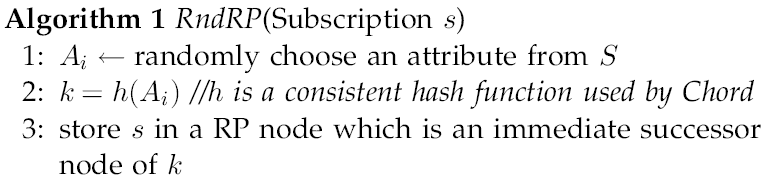 Algorithm 1 RndRP(Subscription s)
1: A_i ← randomly choose an attribute from S
2: k = h(A_i) //h is a consistent hash function used by Chord
3: store s in a RP node which is an immediate successor
node of k